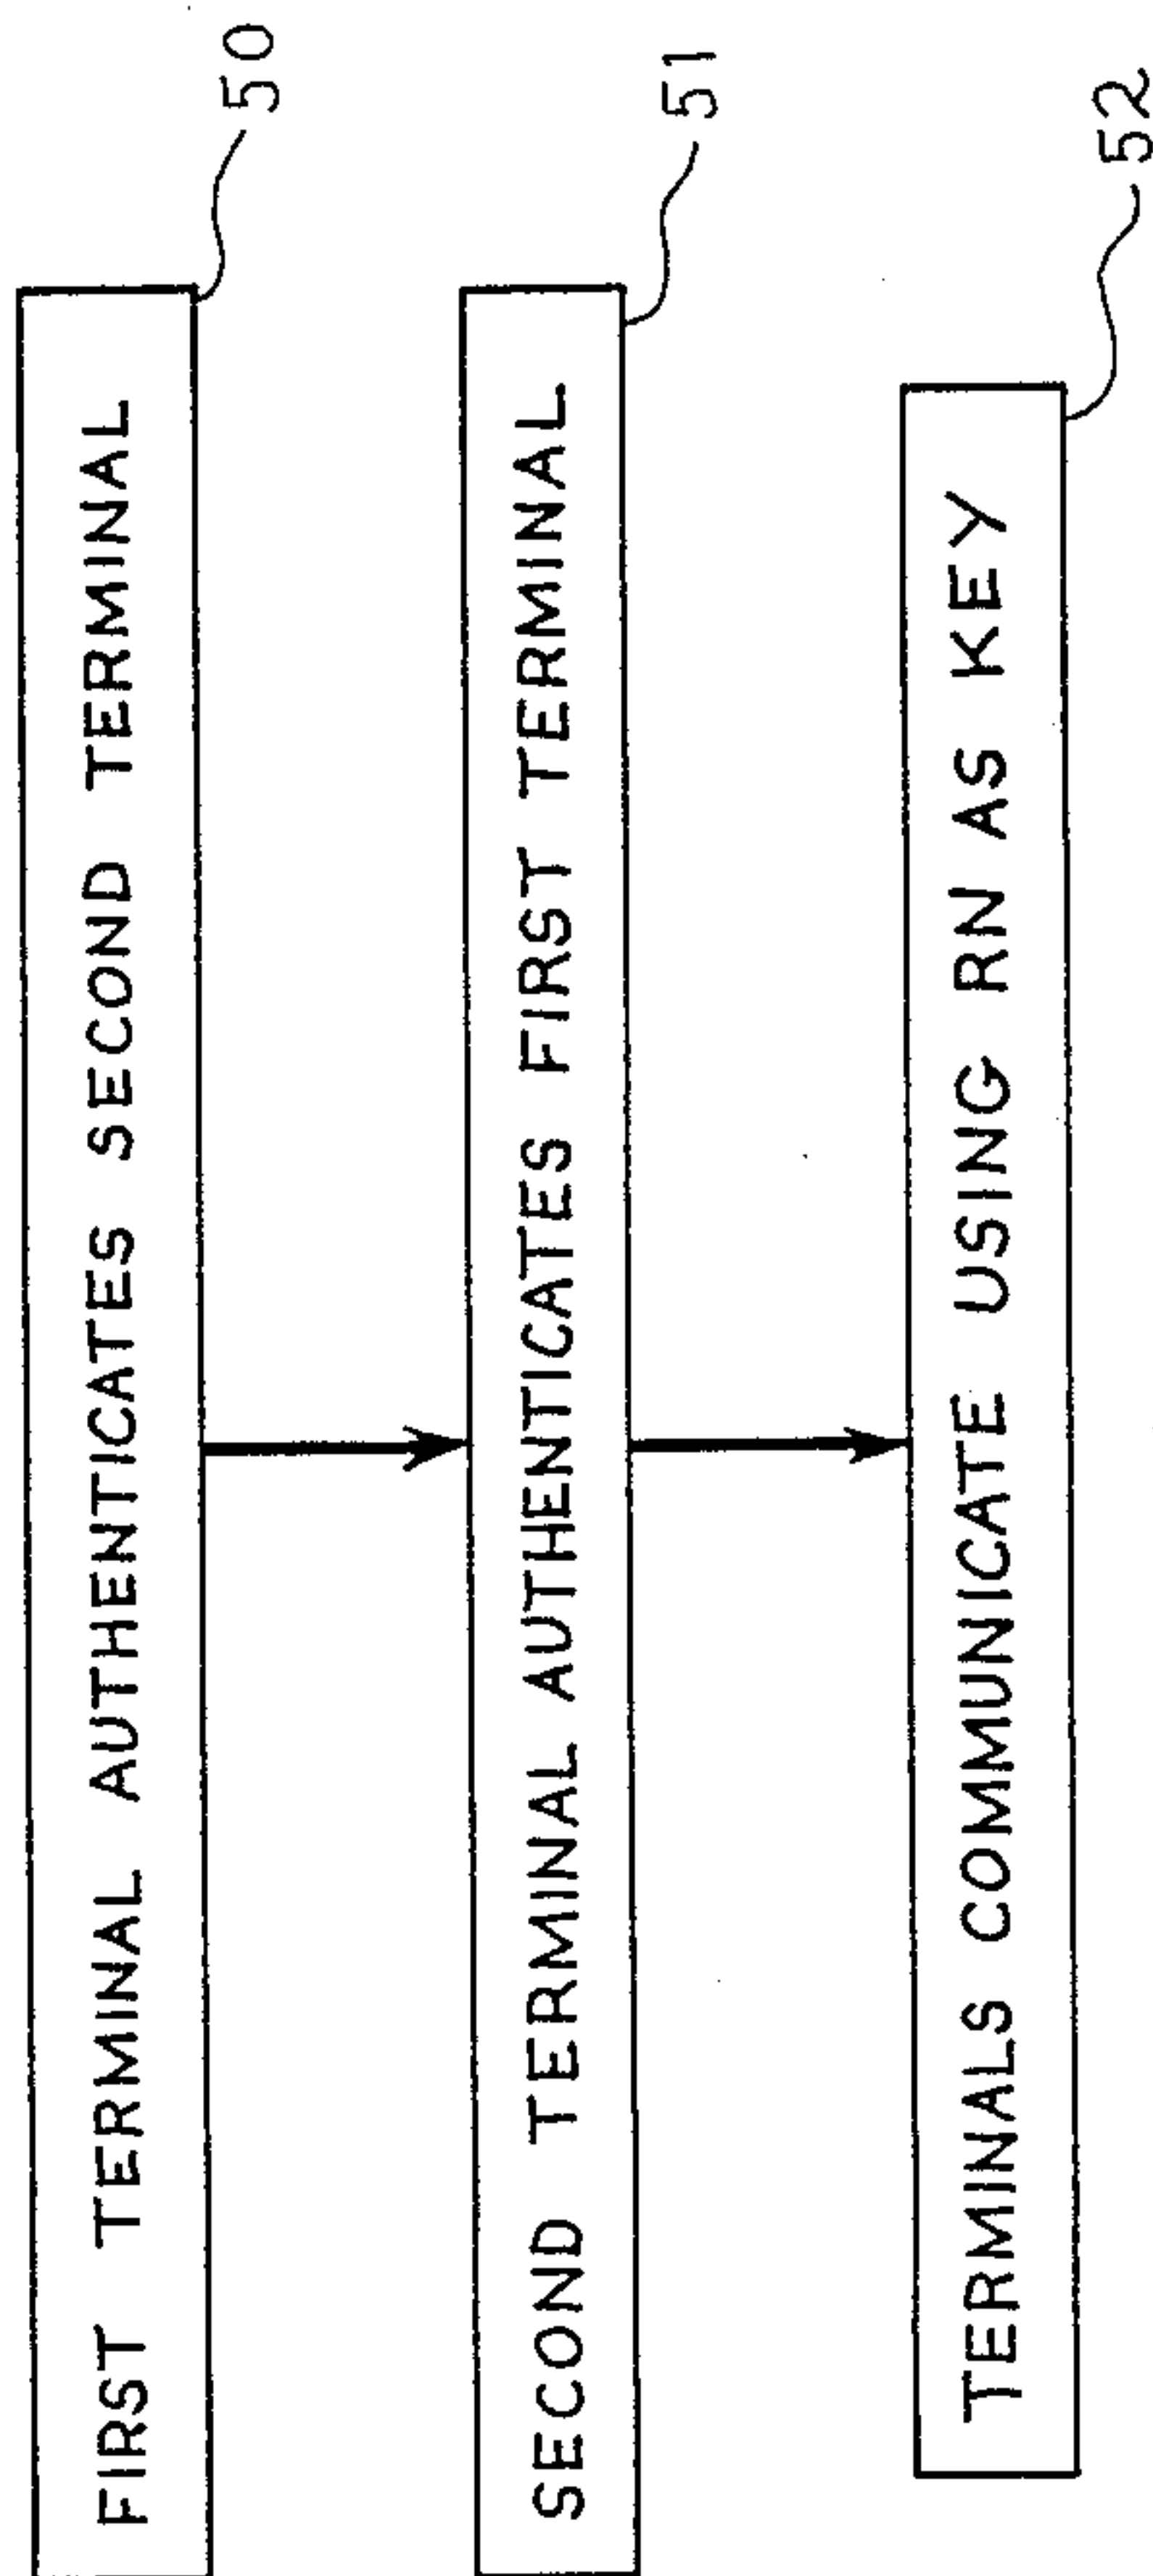 FIRST TERMINAL AUTHENTICATES SECOND TERMINAL
50
SECOND TERMINAL AUTHENTICATES FIRST TERMINAL
51
TERMINALS COMMUNICATE USING RN AS KEY
52